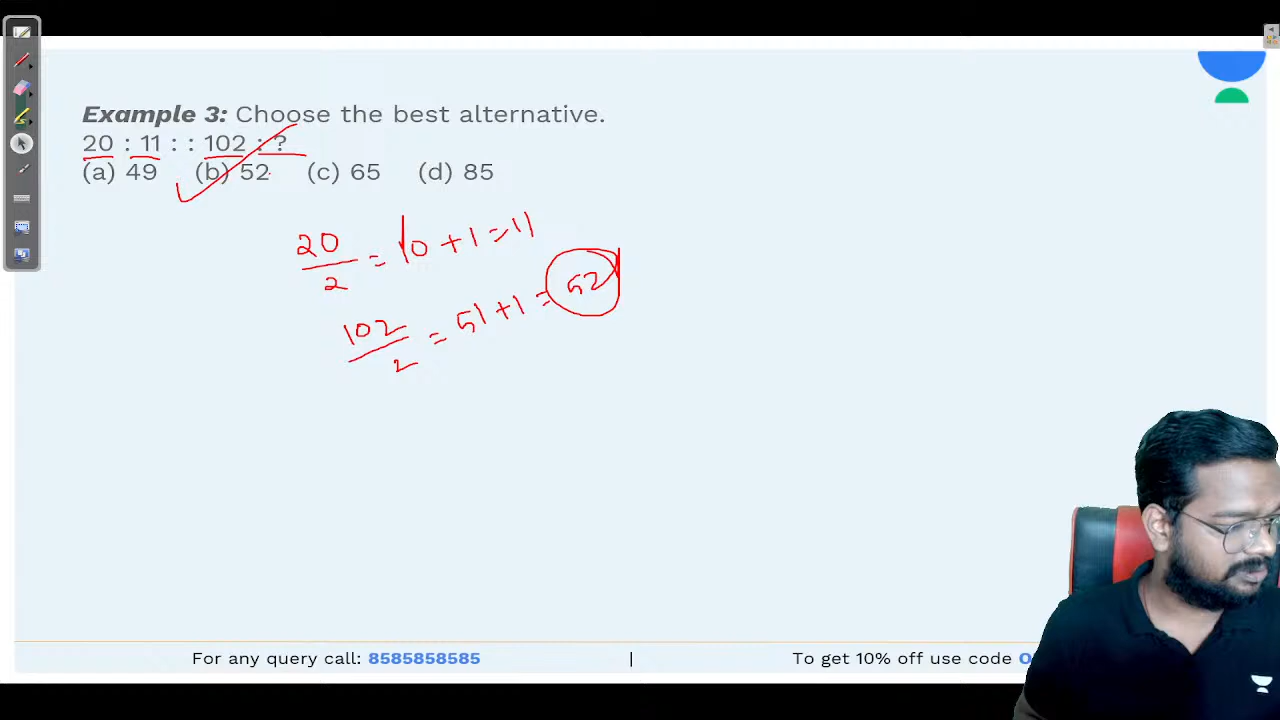 Example 3: Choose the best alternative.
20 : 11 : : 102 : ?
(a) 49 (b) 52 (c) 65 (d) 85
20/2 = 10 + 1 = 11
102/2 = 51 + 1 = 52
For any query call: 8585858585 | To get 10% off use code